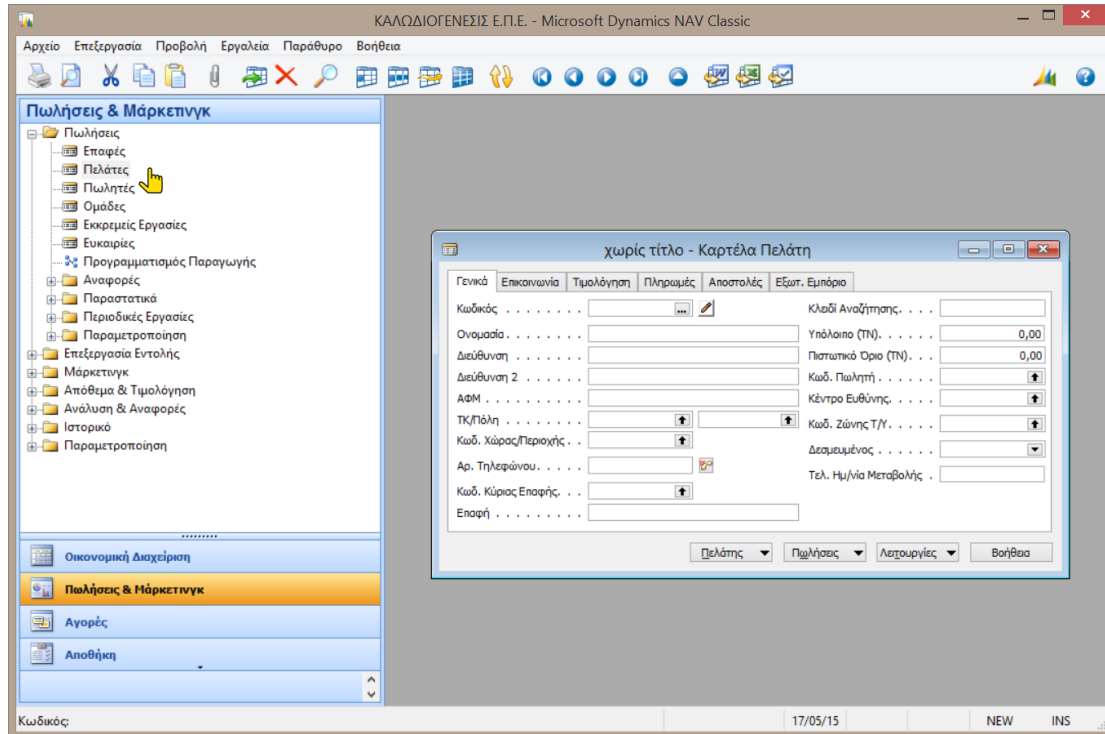 ΚΑΛΩΔΙΟΓΕΝΕΣΙΣ Ε.Π.Ε. - Microsoft Dynamics NAV Classic
Αρχείο Επεξεργασία Προβολή Εργαλεία Παράθυρο Βοήθεια
Πωλήσεις & Μάρκετινγκ
Πωλήσεις
Επαφές
Πελάτες
Πωλητές
Ομάδες
Εκκρεμείς Εργασίες
Ευκαιρίες
Προγραμματισμός Παραγωγής
Αναφορές
Παραστατικά
Περιοδικές Εργασίες
Παραμετροποίηση
Επεξεργασία Εντολής
Μάρκετινγκ
Απόθεμα & Τιμολόγηση
Ανάλυση & Αναφορές
Ιστορικό
Παραμετροποίηση
Οικονομική Διαχείριση
Πωλήσεις & Μάρκετινγκ
Αγορές
Αποθήκη
χωρίς τίτλο - Καρτέλα Πελάτη
Γενικά Επικοινωνία Τιμολόγηση Πληρωμές Αποστολές Εξωτ. Εμπόριο
Κωδικός . . . . . . . .
Ονομασία. . . . . . . .
Διεύθυνση . . . . . . .
Διεύθυνση 2 . . . . . .
ΑΦΜ . . . . . . . . . .
ΤΚ/Πόλη . . . . . . . .
Κωδ. Χώρας/Περιοχής . .
Αρ. Τηλεφώνου. . . . .
Κωδ. Κύριας Επαφής. . .
Επαφή . . . . . . . . .
Κλειδί Αναζήτησης. . . .
Υπόλοιπο (ΤΝ). . . . . . 0,00
Πιστωτικό Όριο (ΤΝ). . . 0,00
Κωδ. Πωλητή . . . . . .
Κέντρο Ευθύνης. . . . .
Κωδ. Ζώνης Τ/Υ. . . . .
Δεσμευμένος . . . . . .
Τελ. Ημ/νία Μεταβολής .
Πελάτης Πωλήσεις Λειτουργίες Βοήθεια
Κωδικός: 17/05/15 NEW INS